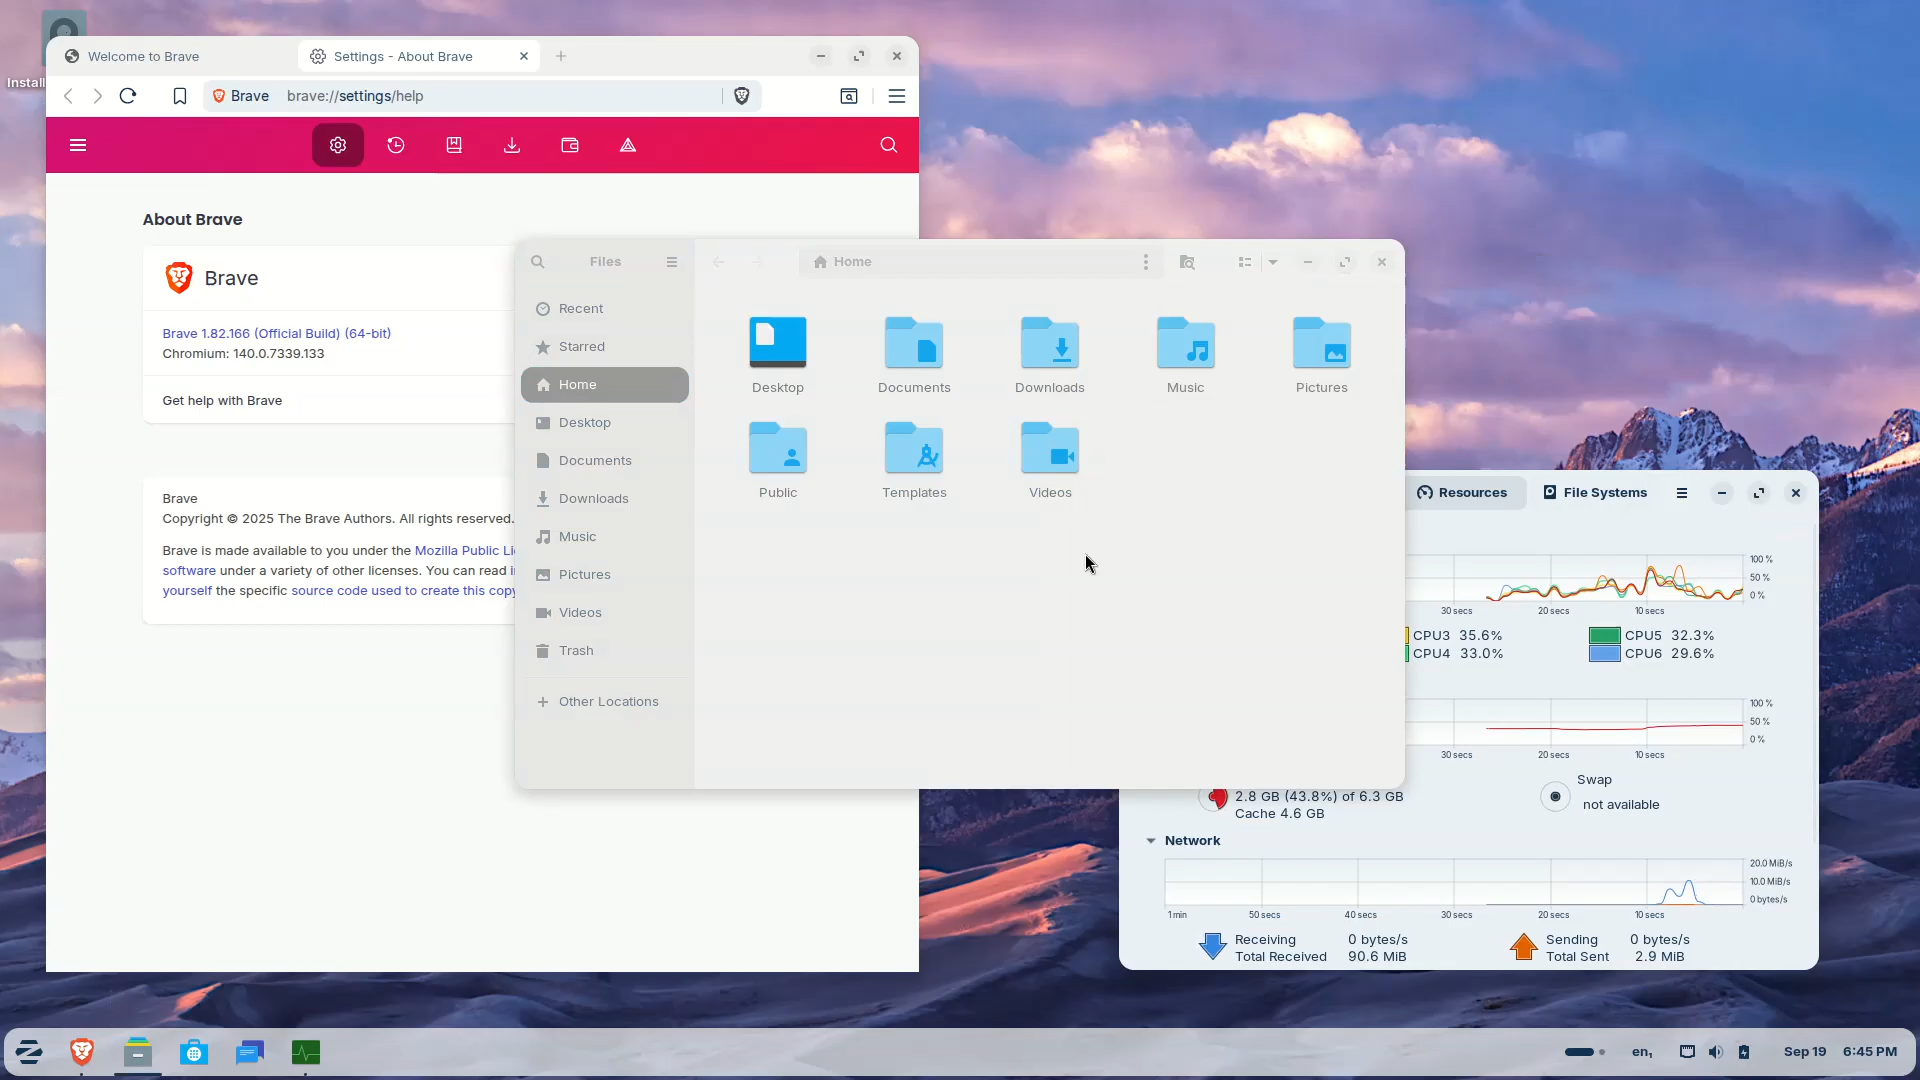 Install
Welcome to Brave
Settings - About Brave
Brave
brave://settings/help
About Brave
Brave
Brave 1.82.166 (Official Build) (64-bit)
Chromium: 140.0.7339.133
Get help with Brave
Brave
Copyright © 2025 The Brave Authors. All rights reserved.
Brave is made available to you under the Mozilla Public Li
software under a variety of other licenses. You can read
yourself the specific source code used to create this copy
Files
Home
Recent
Starred
Home
Desktop
Documents
Downloads
Music
Pictures
Videos
Trash
Other Locations
Desktop
Documents
Downloads
Music
Pictures
Public
Templates
Videos
Resources
File Systems
100 %
50 %
0 %
30 secs
20 secs
10 secs
CPU3 35.6%
CPU5 32.3%
CPU4 33.0%
CPU6 29.6%
100 %
50 %
0 %
30 secs
20 secs
10 secs
2.8 GB (43.8%) of 6.3 GB
Cache 4.6 GB
Swap
not available
Network
20.0 MiB/s
10.0 MiB/s
0 bytes/s
1 min
50 secs
40 secs
30 secs
20 secs
10 secs
Receiving 0 bytes/s
Total Received 90.6 MiB
Sending 0 bytes/s
Total Sent 2.9 MiB
en₁
Sep 19 6:45 PM